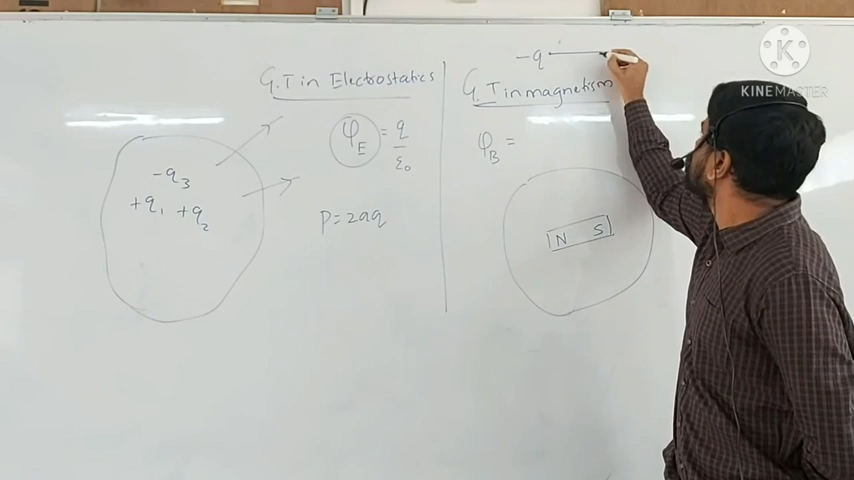 G.T in Electrostatics
φE = q/ε0
-q3
+q1 +q2
P = 2aq
-q
G.T in magnetism
φB =
N S
KINEMASTER